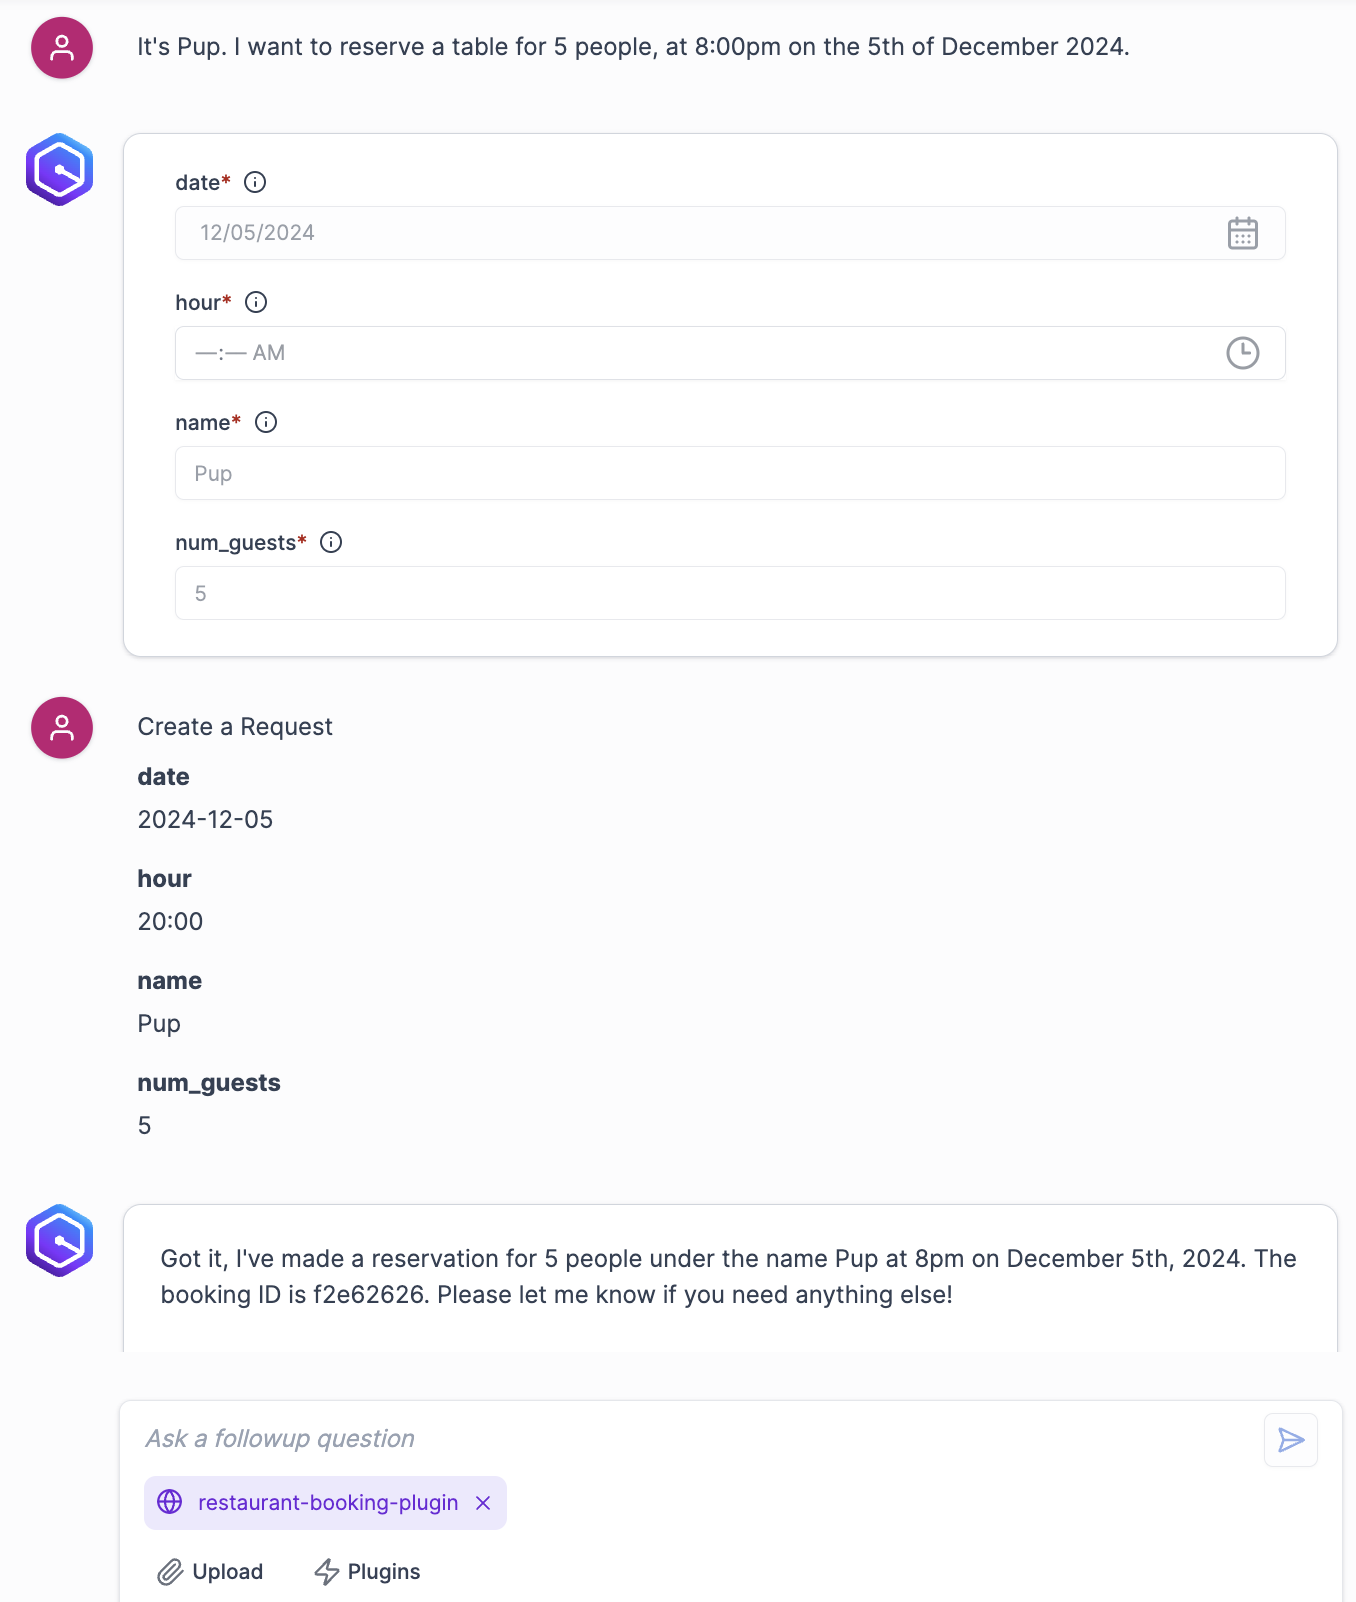 It's Pup. I want to reserve a table for 5 people, at 8:00pm on the 5th of December 2024.
date*
12/05/2024
hour*
—:— AM
name*
Pup
num_guests*
5
Create a Request
date
2024-12-05
hour
20:00
name
Pup
num_guests
5
Got it, I've made a reservation for 5 people under the name Pup at 8pm on December 5th, 2024. The
booking ID is f2e62626. Please let me know if you need anything else!
Ask a followup question
restaurant-booking-plugin
Upload Plugins